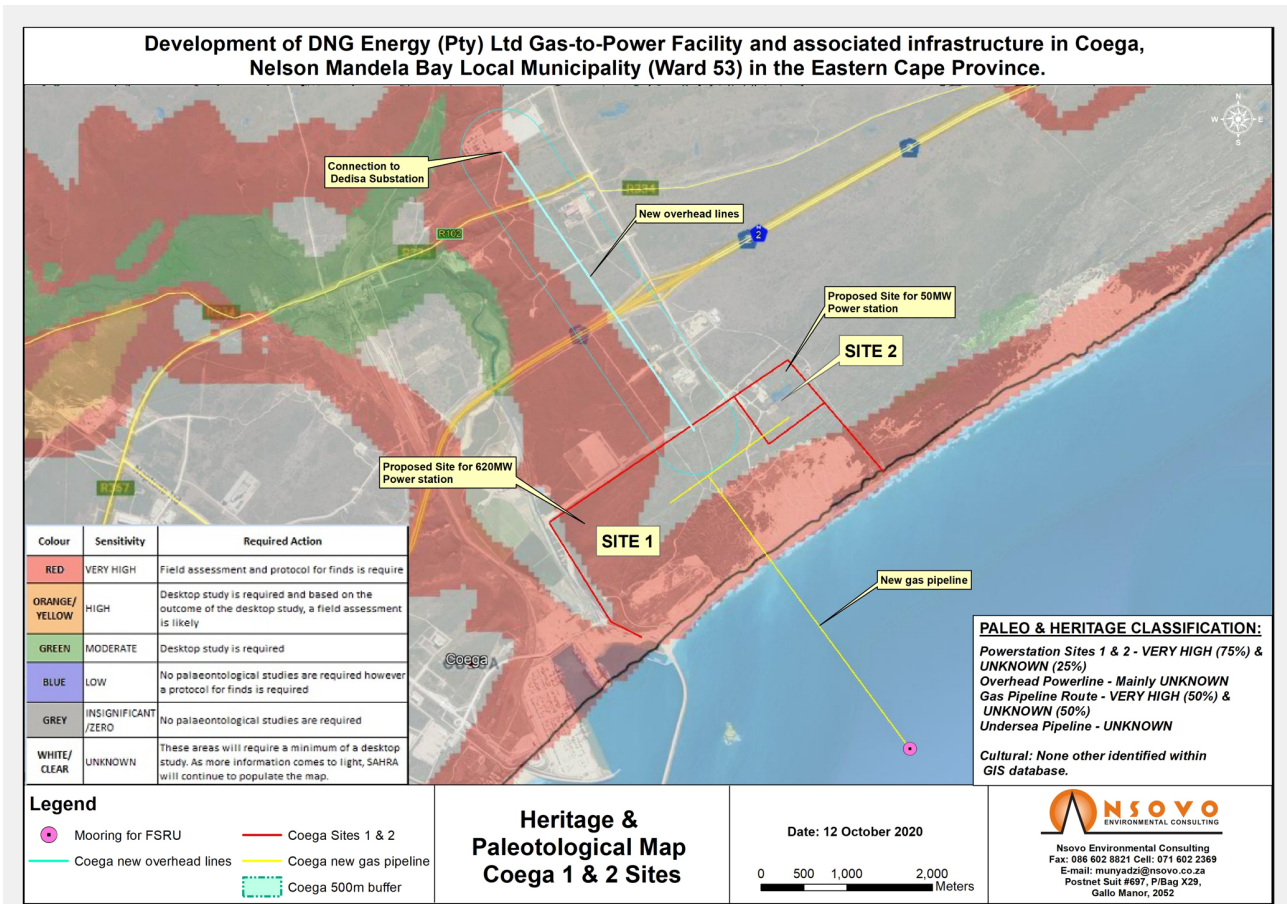 Development of DNG Energy (Pty) Ltd Gas-to-Power Facility and associated infrastructure in Coega,
Nelson Mandela Bay Local Municipality (Ward 53) in the Eastern Cape Province.
N
W
E
S
Connection to
Dedisa Substation
R334
2
New overhead lines
R102
N
2
Proposed Site for 50MW
Power station
SITE 2
Proposed Site for 620MW
Power station
R367
SITE 1
New gas pipeline
Coega
Colour
Sensitivity
Required Action
RED
VERY HIGH
Field assessment and protocol for finds is require
ORANGE/
YELLOW
HIGH
Desktop study is required and based on the
outcome of the desktop study, a field assessment
is likely
GREEN
MODERATE
Desktop study is required
BLUE
LOW
No palaeontological studies are required however
a protocol for finds is required
GREY
INSIGNIFICANT
/ZERO
No palaeontological studies are required
WHITE/
CLEAR
UNKNOWN
These areas will require a minimum of a desktop
study. As more information comes to light, SAHRA
will continue to populate the map.
PALEO & HERITAGE CLASSIFICATION:
Powerstation Sites 1 & 2 - VERY HIGH (75%) &
UNKNOWN (25%)
Overhead Powerline - Mainly UNKNOWN
Gas Pipeline Route - VERY HIGH (50%) &
UNKNOWN (50%)
Undersea Pipeline - UNKNOWN
Cultural: None other identified within
GIS database.
Legend
Mooring for FSRU
Coega new overhead lines
Coega Sites 1 & 2
Coega new gas pipeline
Coega 500m buffer
Heritage &
Paleotological Map
Coega 1 & 2 Sites
Date: 12 October 2020
0 500 1,000 2,000
Meters
NSOVO
ENVIRONMENTAL CONSULTING
Nsovo Environmental Consulting
Fax: 086 602 8821 Cell: 071 602 2369
E-mail: munyadzi@nsovo.co.za
Postnet Suit #697, P/Bag X29,
Gallo Manor, 2052